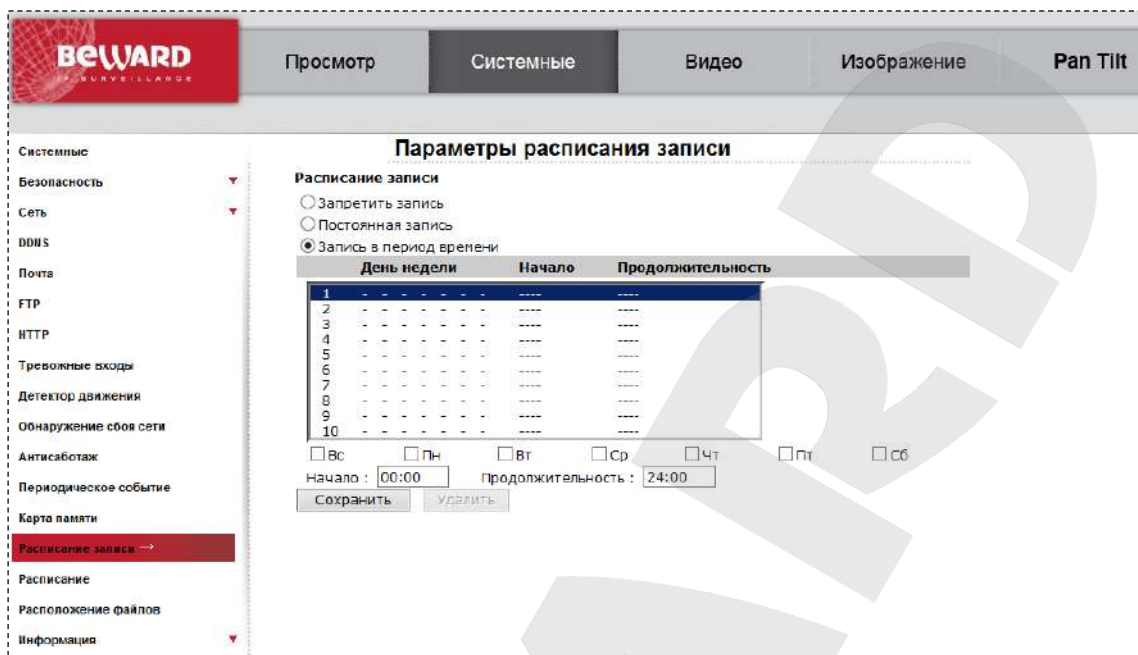 BEWARD
IP SURVEILLANCE
Просмотр Системные Видео Изображение Pan Tilt
Системные
Безопасность
Сеть
DDNS
Почта
FTP
HTTP
Тревожные входы
Детектор движения
Обнаружение сбоя сети
Антисаботаж
Периодическое событие
Карта памяти
Расписание записи
Расписание
Расположение файлов
Информация
Параметры расписания записи
Расписание записи
Запретить запись
Постоянная запись
Запись в период времени
День недели Начало Продолжительность
1 - - - - - - - ---- ----
2 - - - - - - - ---- ----
3 - - - - - - - ---- ----
4 - - - - - - - ---- ----
5 - - - - - - - ---- ----
6 - - - - - - - ---- ----
7 - - - - - - - ---- ----
8 - - - - - - - ---- ----
9 - - - - - - - ---- ----
10 - - - - - - - ---- ----
Вс Пн Вт Ср Чт Пт Сб
Начало : 00:00 Продолжительность : 24:00
Сохранить Удалить